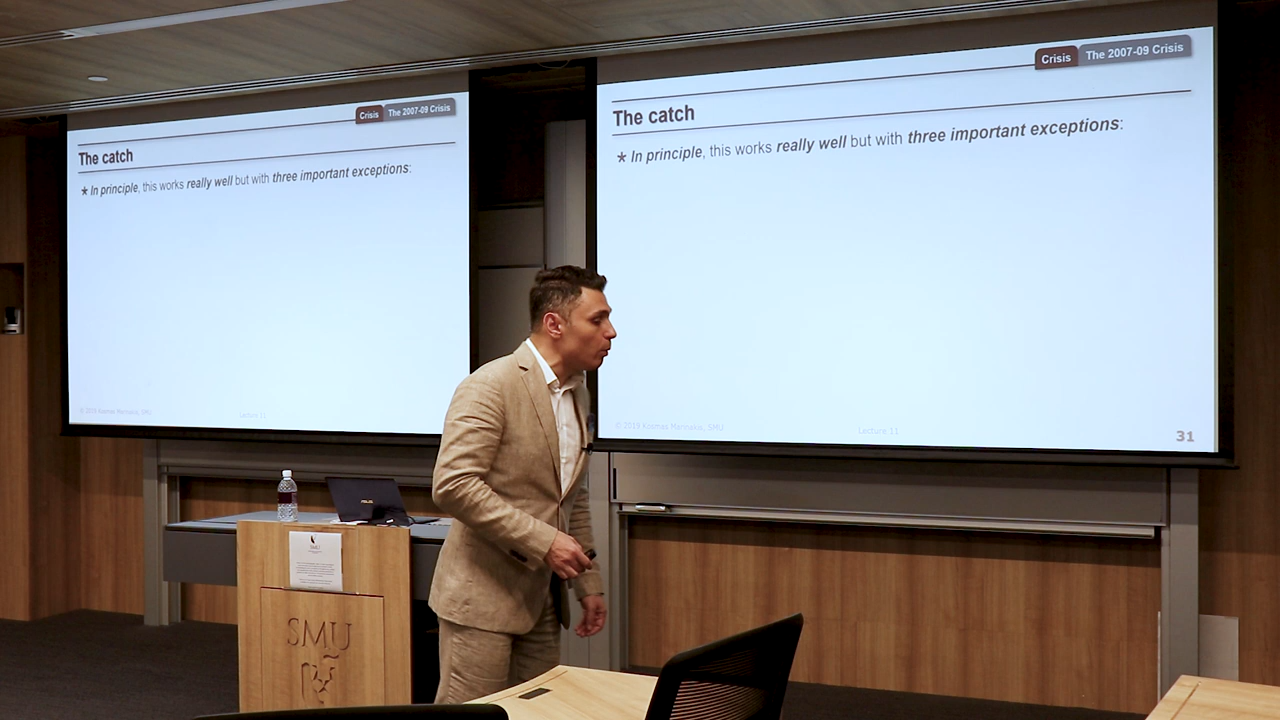 Crisis The 2007-09 Crisis
The catch
* In principle, this works really well but with three important exceptions:
© 2019 Kosmas Marinakis, SMU
Lecture 11
Crisis The 2007-09 Crisis
The catch
* In principle, this works really well but with three important exceptions:
© 2019 Kosmas Marinakis, SMU
Lecture 11
31
ASUS
SMU
SMU